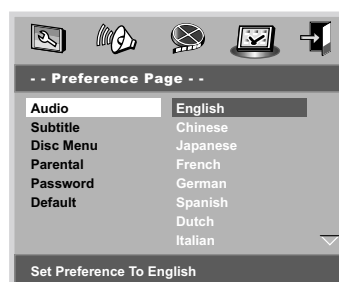 - - Preference Page - -
Audio English
Subtitle Chinese
Disc Menu Japanese
Parental French
Password German
Default Spanish
Dutch
Italian
Set Preference To English